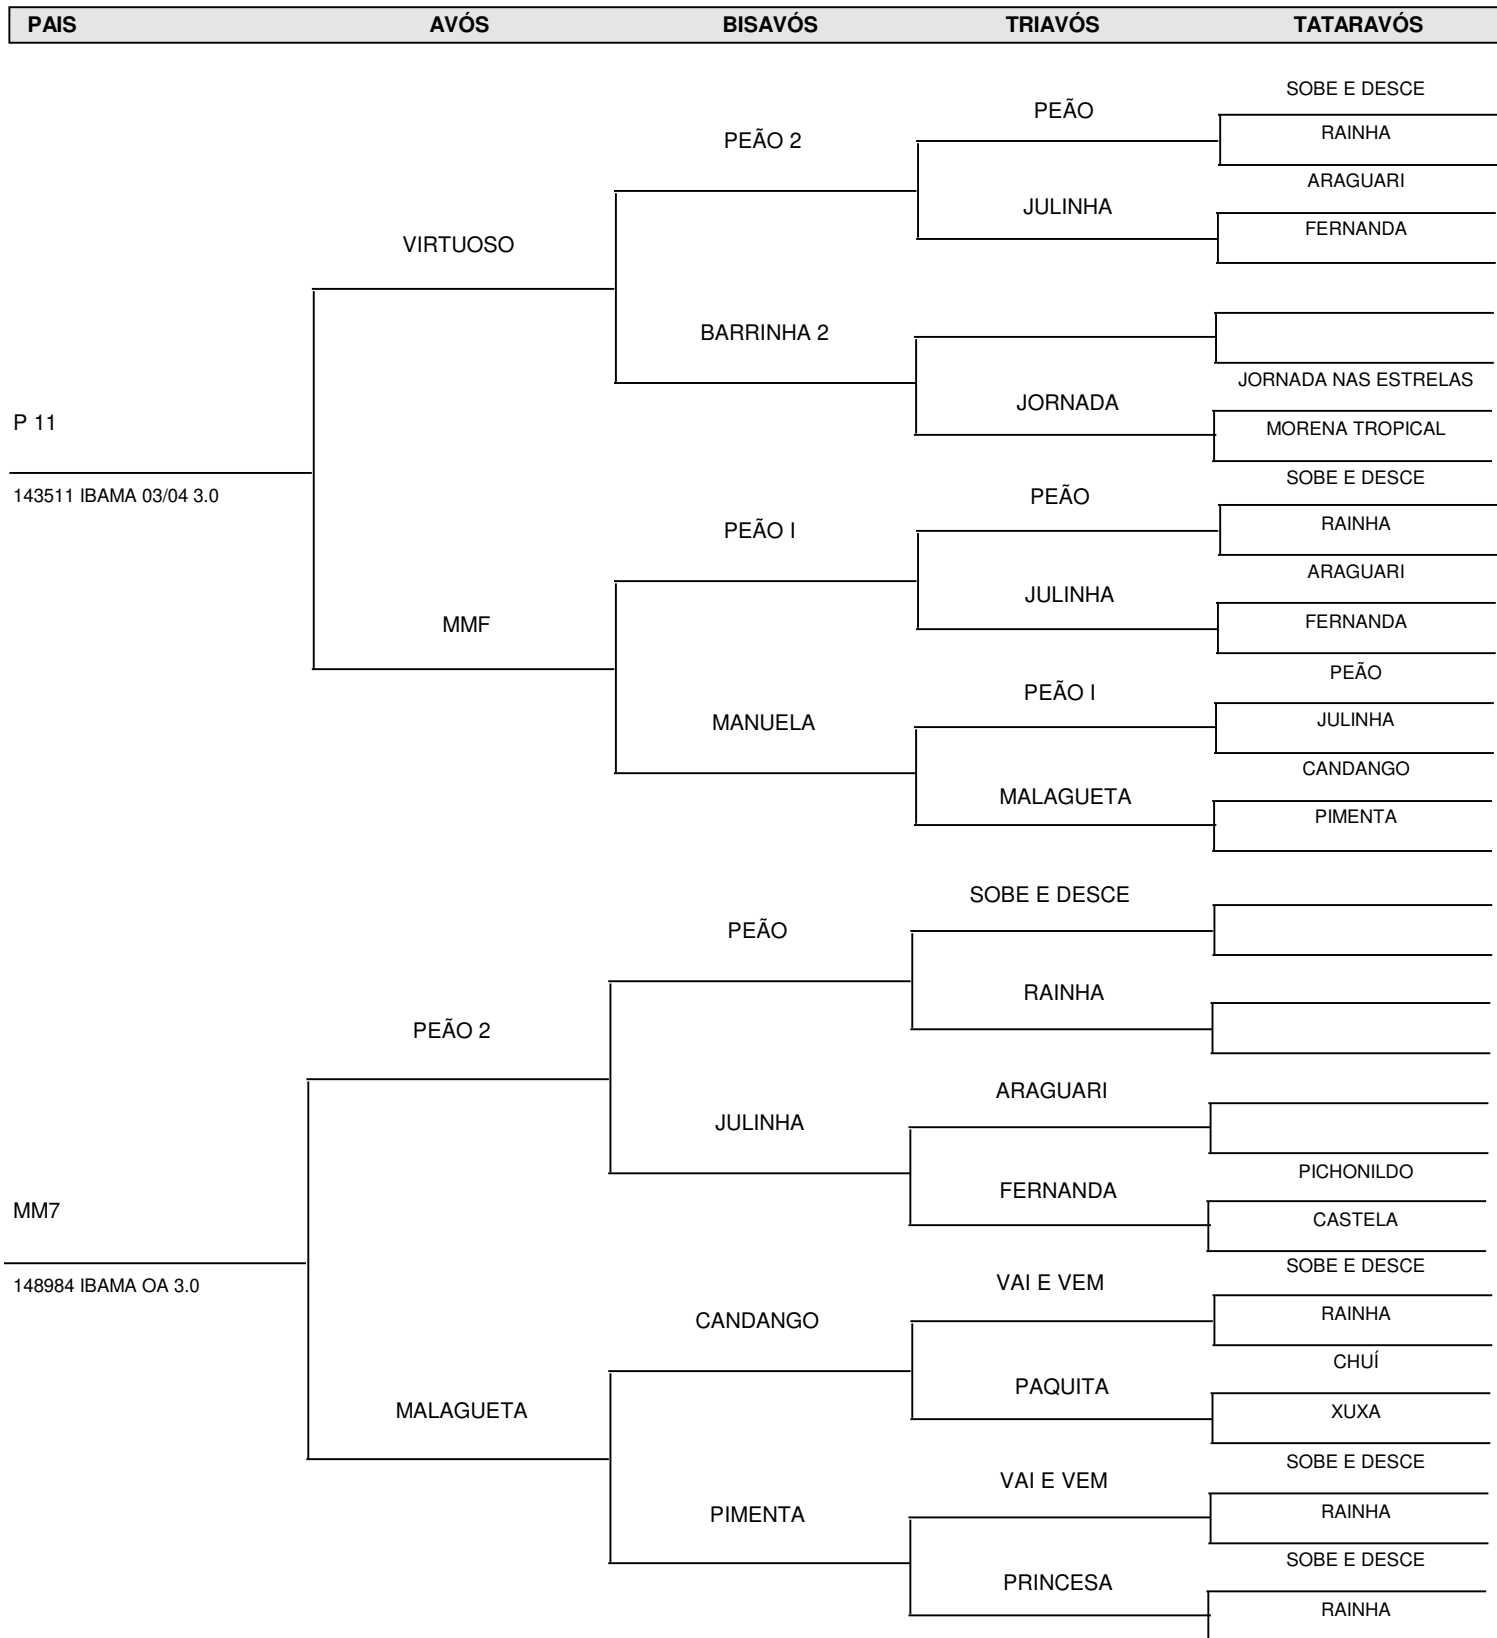 PAIS AVÓS BISAVÓS TRIAVÓS TATARAVÓS
SOBE E DESCE
PEÃO
RAINHA
PEÃO 2
ARAGUARI
JULINHA
FERNANDA
VIRTUOSO
BARRINHA 2
JORNADA NAS ESTRELAS
JORNADA
P 11
MORENA TROPICAL
SOBE E DESCE
143511 IBAMA 03/04 3.0
PEÃO
RAINHA
PEÃO I
ARAGUARI
JULINHA
MMF
FERNANDA
PEÃO
PEÃO I
JULINHA
MANUELA
CANDANGO
MALAGUETA
PIMENTA
SOBE E DESCE
PEÃO
RAINHA
PEÃO 2
ARAGUARI
JULINHA
PICHONILDO
FERNANDA
MM7
CASTELA
SOBE E DESCE
148984 IBAMA OA 3.0
VAI E VEM
RAINHA
CANDANGO
CHUÍ
PAQUITA
MALAGUETA
XUXA
SOBE E DESCE
VAI E VEM
RAINHA
PIMENTA
SOBE E DESCE
PRINCESA
RAINHA